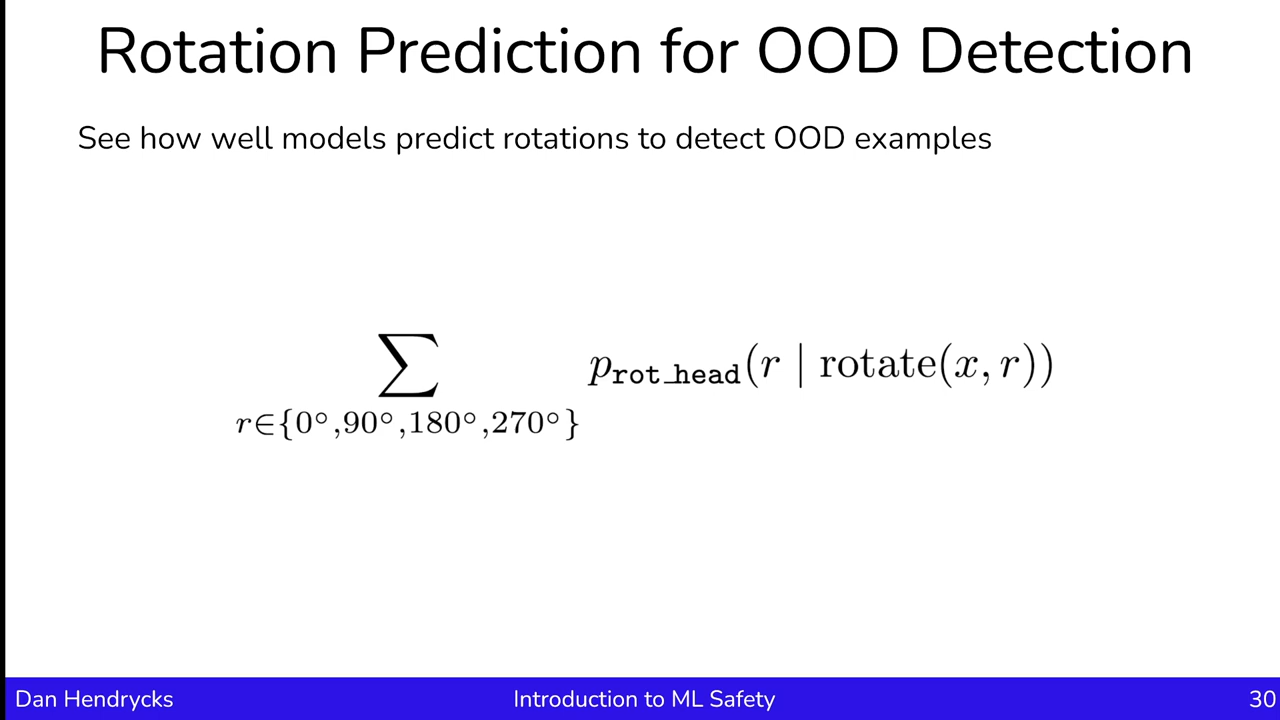 Rotation Prediction for OOD Detection
See how well models predict rotations to detect OOD examples
∑ p_rot_head(r | rotate(x, r))
r∈{0°,90°,180°,270°}
Dan Hendrycks Introduction to ML Safety 30